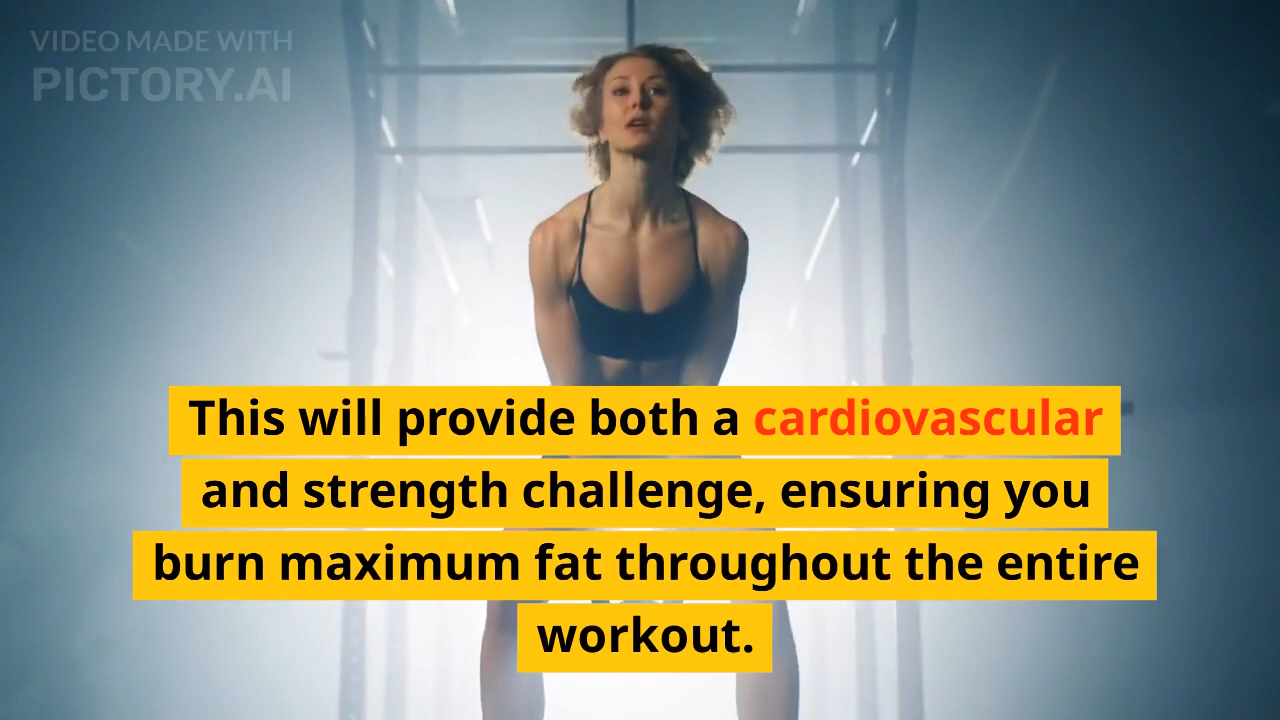 VIDEO MADE WITH
PICTORY.AI
This will provide both a cardiovascular
and strength challenge, ensuring you
burn maximum fat throughout the entire
workout.